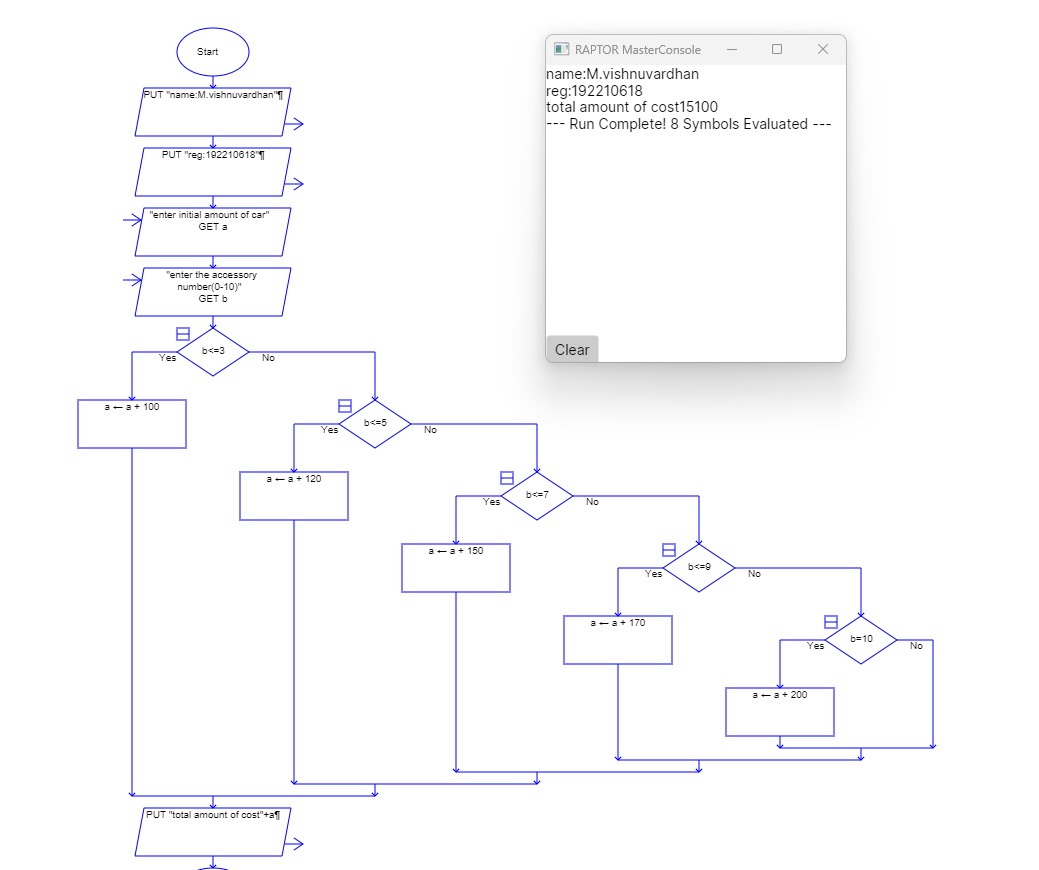 Start
PUT "name:M.vishnuvardhan"¶
PUT "reg:192210618"¶
"enter initial amount of car"
GET a
"enter the accessory
number(0-10)"
GET b
b<=3
Yes
No
a ← a + 100
b<=5
Yes
No
a ← a + 120
b<=7
Yes
No
a ← a + 150
b<=9
Yes
No
a ← a + 170
b=10
Yes
No
a ← a + 200
PUT "total amount of cost"+a¶
RAPTOR MasterConsole
name:M.vishnuvardhan
reg:192210618
total amount of cost15100
--- Run Complete! 8 Symbols Evaluated ---
Clear